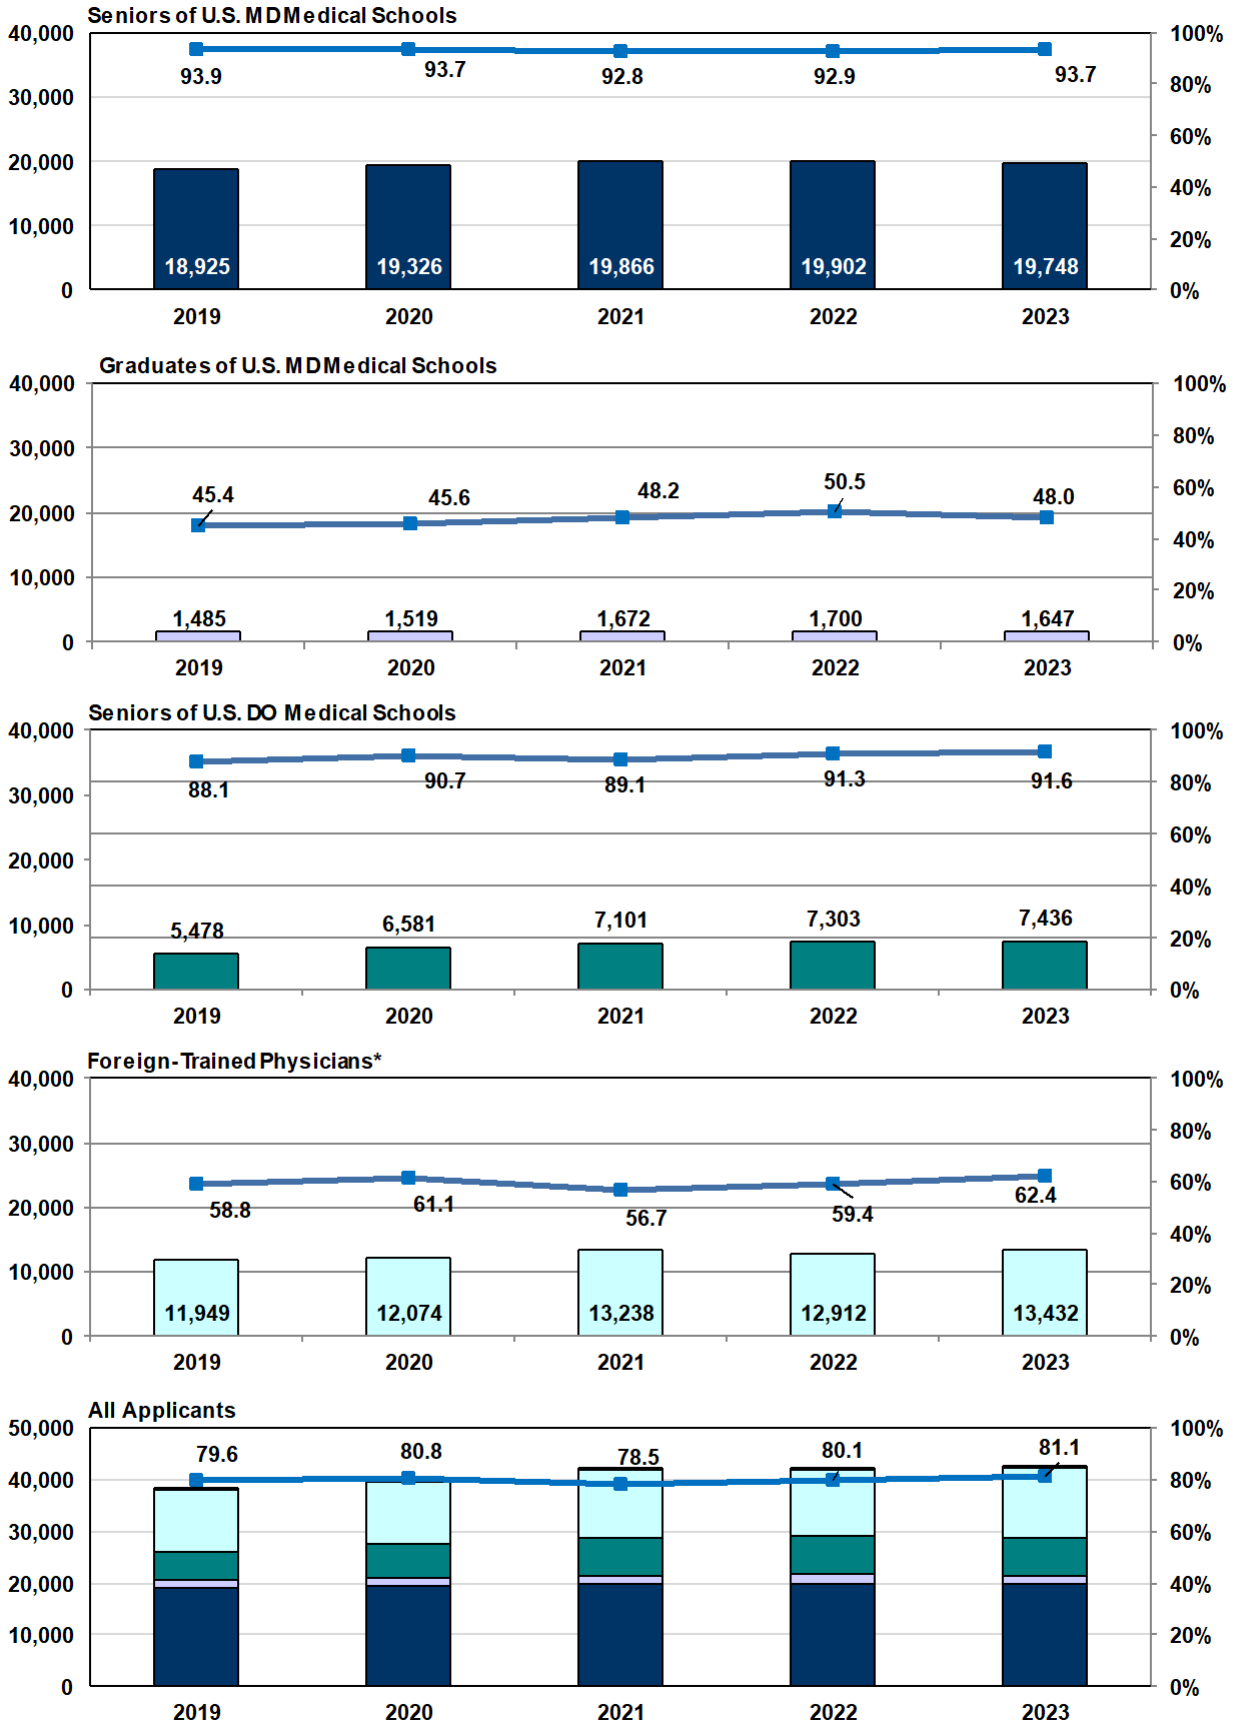 Seniors of U.S. MD Medical Schools
40,000 100%
93.9 93.7 92.8 92.9 93.7
30,000 80%
60%
20,000
40%
10,000
20%
18,925 19,326 19,866 19,902 19,748
0 0%
2019 2020 2021 2022 2023
Graduates of U.S. MD Medical Schools
40,000 100%
30,000 80%
45.4 45.6 48.2 50.5 48.0
60%
20,000
40%
10,000
20%
1,485 1,519 1,672 1,700 1,647
0 0%
2019 2020 2021 2022 2023
Seniors of U.S. DO Medical Schools
40,000 100%
88.1 90.7 89.1 91.3 91.6
30,000 80%
60%
20,000
40%
5,478 6,581 7,101 7,303 7,436
10,000 20%
0 0%
2019 2020 2021 2022 2023
Foreign-Trained Physicians*
40,000 100%
30,000 80%
60%
58.8 61.1 56.7 59.4 62.4
20,000
40%
10,000
20%
11,949 12,074 13,238 12,912 13,432
0 0%
2019 2020 2021 2022 2023
All Applicants
50,000 100%
79.6 80.8 78.5 80.1 81.1
40,000 80%
30,000 60%
20,000 40%
10,000 20%
0 0%
2019 2020 2021 2022 2023